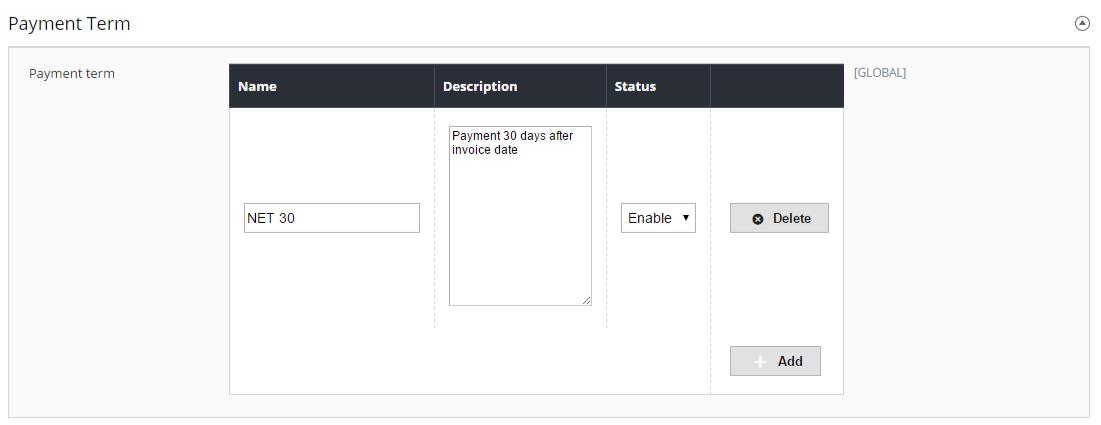 Payment Term
Payment term
Name Description Status
[GLOBAL]
Payment 30 days after
invoice date
NET 30
Enable
Delete
Add